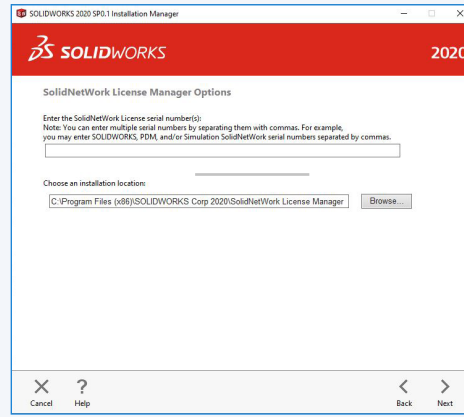 SOLIDWORKS 2020 SP0.1 Installation Manager
SOLIDWORKS
2020
SolidNetWork License Manager Options
Enter the SolidNetWork License serial number(s):
Note: You can enter multiple serial numbers by separating them with commas. For example,
you may enter SOLIDWORKS, PDM, and/or Simulation SolidNetWork serial numbers separated by commas.
Choose an installation location:
C:\Program Files (x86)\SOLIDWORKS Corp 2020\SolidNetWork License Manager
Browse...
Cancel
Help
Back
Next